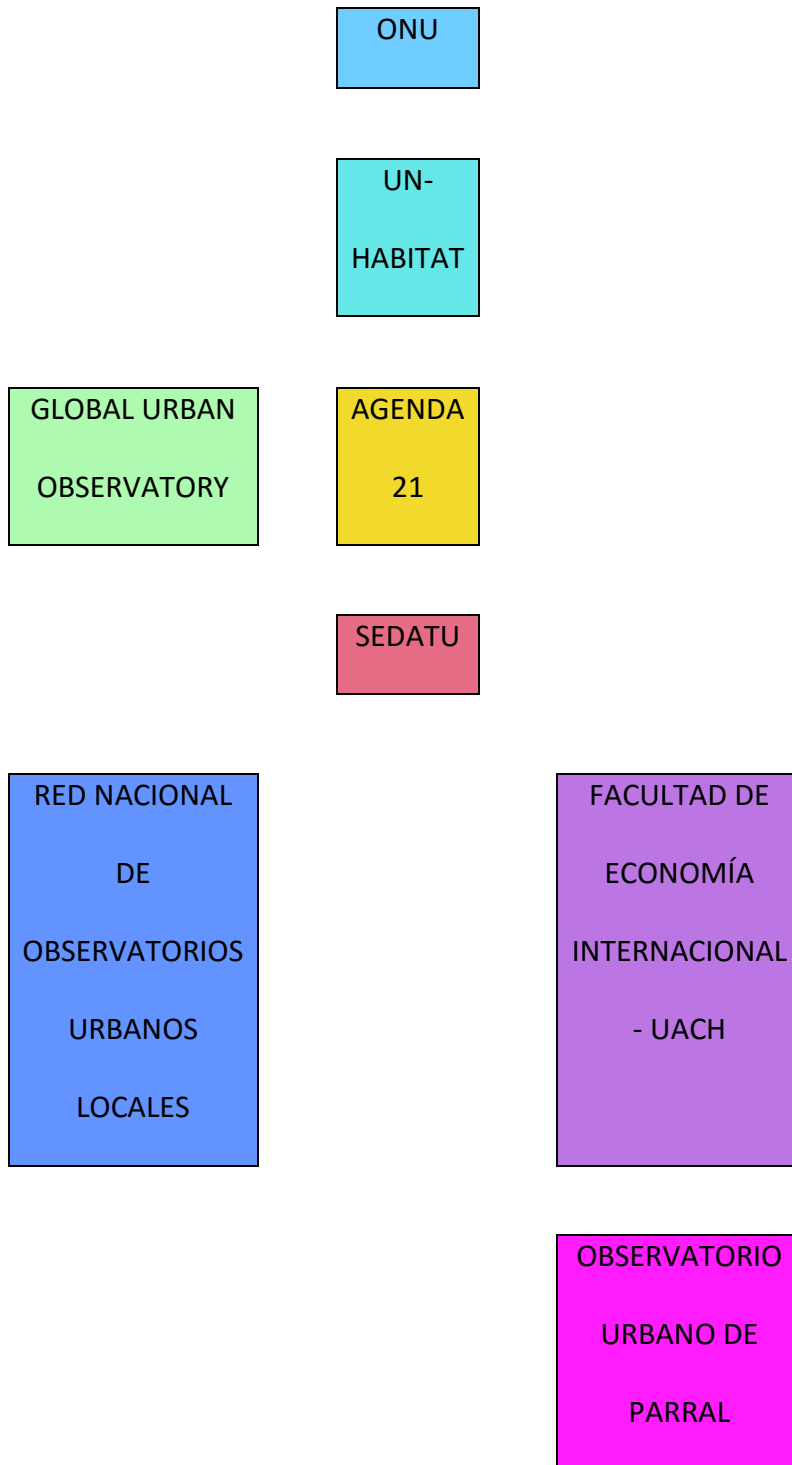 ONU
UN-
HABITAT
GLOBAL URBAN
OBSERVATORY
AGENDA
21
SEDATU
RED NACIONAL
DE
OBSERVATORIOS
URBANOS
LOCALES
FACULTAD DE
ECONOMÍA
INTERNACIONAL
- UACH
OBSERVATORIO
URBANO DE
PARRAL